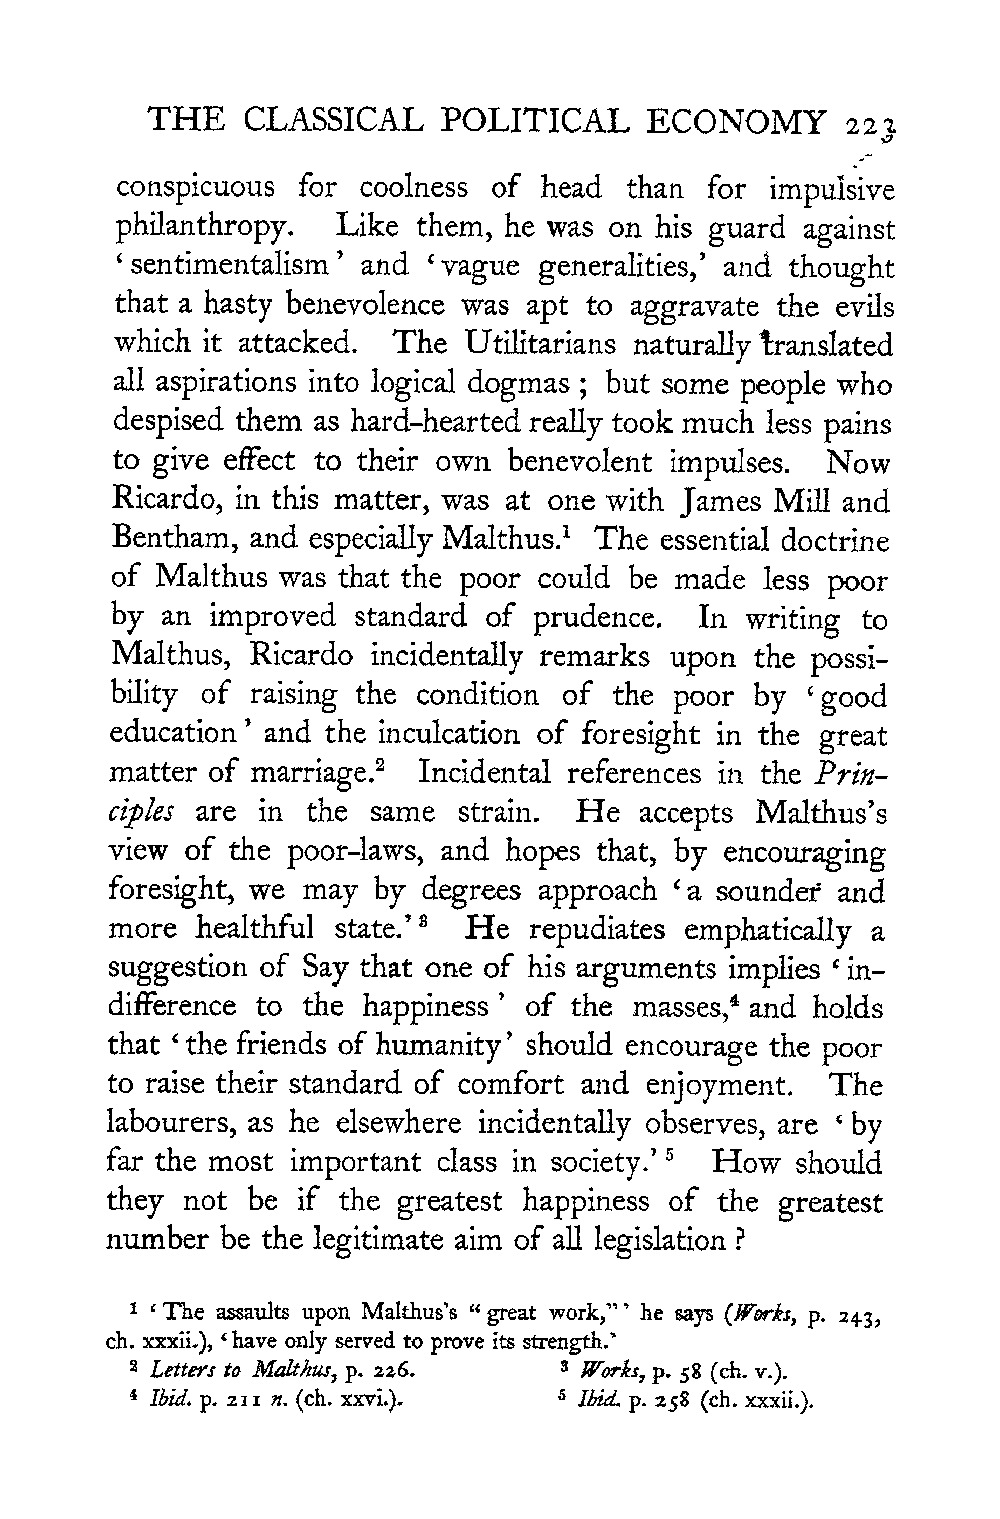 THE CLASSICAL POLITICAL ECONOMY 223
conspicuous for coolness of head than for impulsive
philanthropy. Like them, he was on his guard against
‘sentimentalism’ and ‘vague generalities,’ and thought
that a hasty benevolence was apt to aggravate the evils
which it attacked. The Utilitarians naturally translated
all aspirations into logical dogmas ; but some people who
despised them as hard-hearted really took much less pains
to give effect to their own benevolent impulses. Now
Ricardo, in this matter, was at one with James Mill and
Bentham, and especially Malthus.¹ The essential doctrine
of Malthus was that the poor could be made less poor
by an improved standard of prudence. In writing to
Malthus, Ricardo incidentally remarks upon the possi-
bility of raising the condition of the poor by ‘good
education’ and the inculcation of foresight in the great
matter of marriage.² Incidental references in the Prin-
ciples are in the same strain. He accepts Malthus’s
view of the poor-laws, and hopes that, by encouraging
foresight, we may by degrees approach ‘a sounder and
more healthful state.’³ He repudiates emphatically a
suggestion of Say that one of his arguments implies ‘in-
difference to the happiness’ of the masses,⁴ and holds
that ‘the friends of humanity’ should encourage the poor
to raise their standard of comfort and enjoyment. The
labourers, as he elsewhere incidentally observes, are ‘by
far the most important class in society.’⁵ How should
they not be if the greatest happiness of the greatest
number be the legitimate aim of all legislation ?
¹ ‘The assaults upon Malthus’s “great work,”’ he says (Works, p. 243,
ch. xxxii.), ‘have only served to prove its strength.’
² Letters to Malthus, p. 226. ³ Works, p. 58 (ch. v.).
⁴ Ibid. p. 211 n. (ch. xxvi.). ⁵ Ibid. p. 258 (ch. xxxii.).